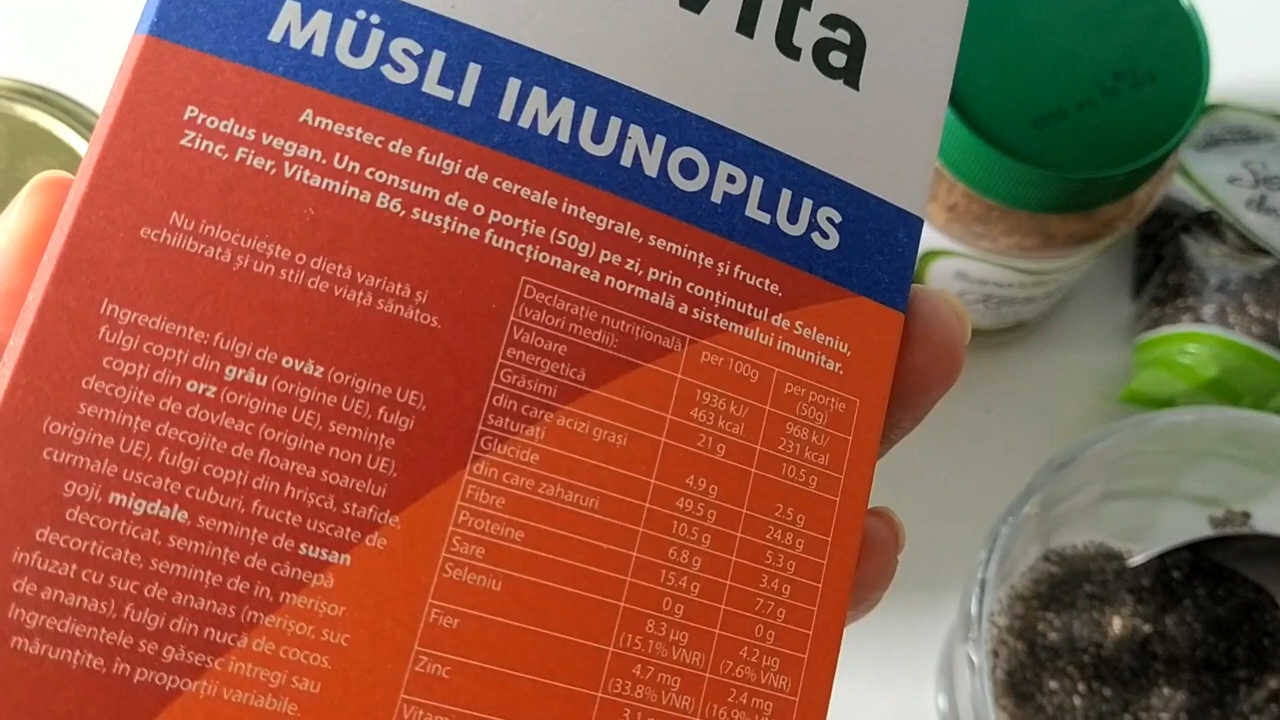 vita
MÜSLI IMUNOPLUS
Amestec de fulgi de cereale integrale, semințe și fructe.
Produs vegan. Un consum de o porție (50g) pe zi, prin conținutul de Seleniu,
Zinc, Fier, Vitamina B6, susține funcționarea normală a sistemului imunitar.
Nu înlocuiește o dietă variată și
echilibrată și un stil de viață sănătos.
Ingrediente: fulgi de ovăz (origine UE),
fulgi copți din grâu (origine UE), fulgi
copți din orz (origine UE), semințe
decojite de dovleac (origine non UE),
semințe decojite de floarea soarelui
(origine UE), fulgi copți din hrișcă, stafide,
curmale uscate cuburi, fructe uscate de
goji, migdale, semințe de susan
decorticat, semințe de cânepă
decorticate, semințe de in, merișor
infuzat cu suc de ananas (merișor, suc
de ananas), fulgi din nucă de cocos.
Ingredientele se găsesc întregi sau
mărunțite, în proporții variabile.
Declarație nutrițională
(valori medii): per 100g per porție
(50g)
Valoare
energetică 1936 kJ/
463 kcal 968 kJ/
231 kcal
Grăsimi 21 g 10.5 g
din care acizi grași
saturați 4.9 g 2.5 g
Glucide 49.5 g 24.8 g
din care zaharuri 10.5 g 5.3 g
Fibre 6.8 g 3.4 g
Proteine 15.4 g 7.7 g
Sare 0 g 0 g
Seleniu 8.3 µg
(15.1% VNR) 4.2 µg
(7.6% VNR)
Fier 4.7 mg
(33.8% VNR) 2.4 mg
(16.9% VNR)
Zinc